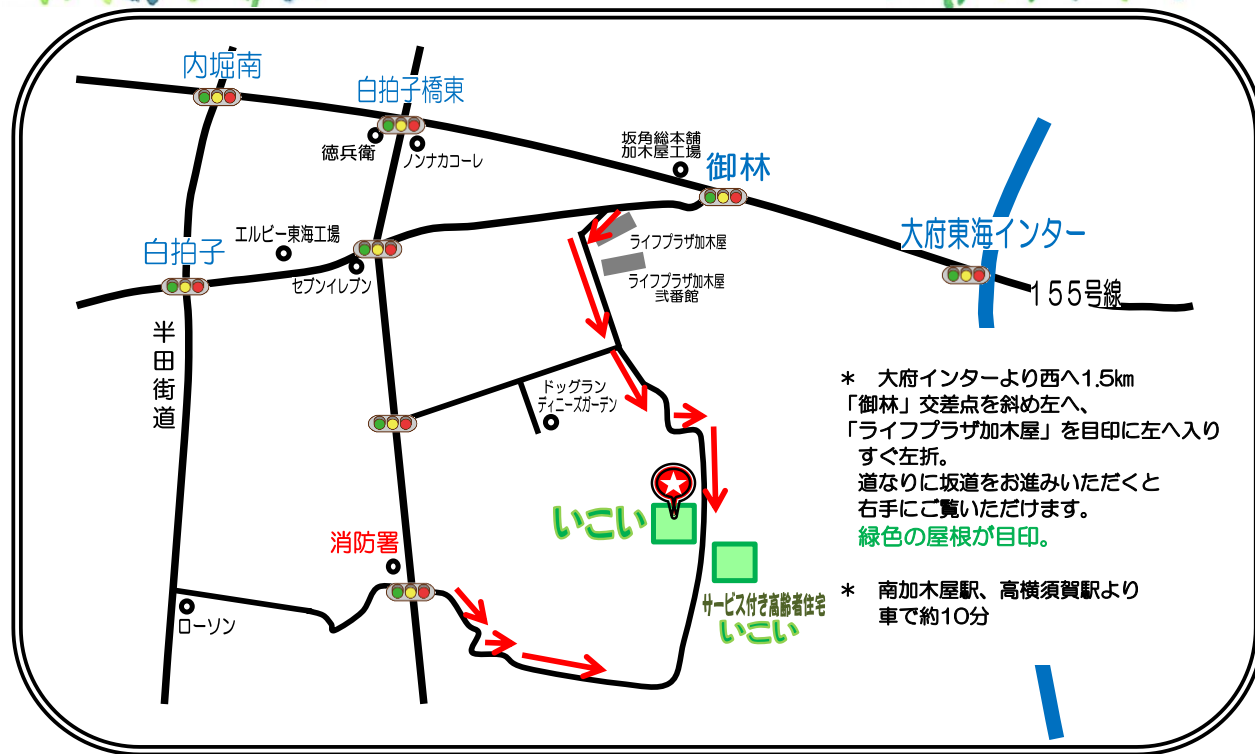 内堀南
白拍子橋東
徳兵衛
ノンナカコーレ
坂角総本舗
加木屋工場
御林
大府東海インター
155号線
エルビー東海工場
セブンイレブン
白拍子
半田街道
ライフプラザ加木屋
ライフプラザ加木屋
弐番館
ドッグラン
ディニーズガーデン
いこい
消防署
ローソン
サービス付き高齢者住宅
いこい
* 大府インターより西へ1.5km
「御林」交差点を斜め左へ、
「ライフプラザ加木屋」を目印に左へ入り
すぐ左折。
道なりに坂道をお進みいただくと
右手にご覧いただけます。
緑色の屋根が目印。
* 南加木屋駅、高横須賀駅より
車で約10分